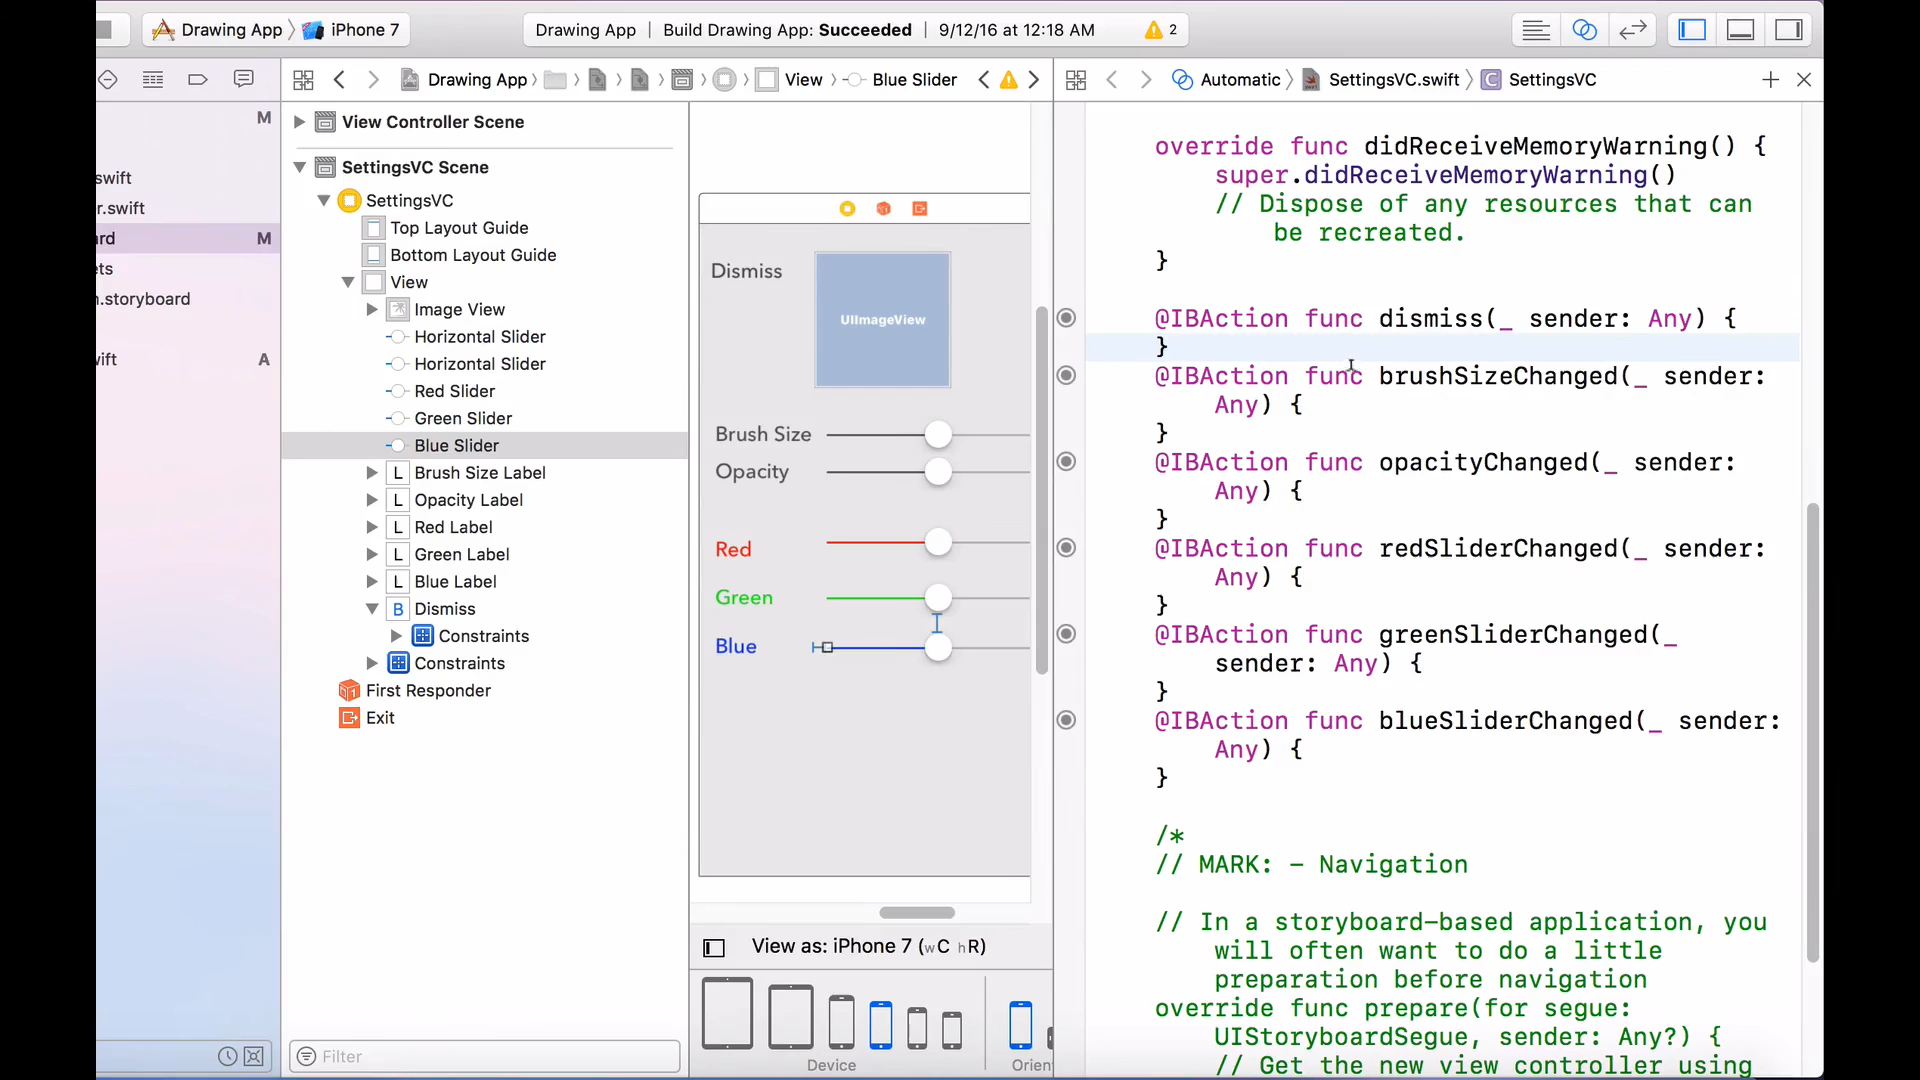 Drawing App iPhone 7
Drawing App | Build Drawing App: Succeeded | 9/12/16 at 12:18 AM 2
Drawing App View Blue Slider
Automatic SettingsVC.swift SettingsVC
M
swift
r.swift
rd M
ets
n.storyboard
wift A
View Controller Scene
SettingsVC Scene
SettingsVC
Top Layout Guide
Bottom Layout Guide
View
Image View
Horizontal Slider
Horizontal Slider
Red Slider
Green Slider
Blue Slider
L Brush Size Label
L Opacity Label
L Red Label
L Green Label
L Blue Label
B Dismiss
Constraints
Constraints
First Responder
Exit
Filter
Dismiss
UIImageView
Brush Size
Opacity
Red
Green
Blue
View as: iPhone 7 (wC hR)
Device
Orien
override func didReceiveMemoryWarning() {
super.didReceiveMemoryWarning()
// Dispose of any resources that can
be recreated.
}
@IBAction func dismiss(_ sender: Any) {
}
@IBAction func brushSizeChanged(_ sender:
Any) {
}
@IBAction func opacityChanged(_ sender:
Any) {
}
@IBAction func redSliderChanged(_ sender:
Any) {
}
@IBAction func greenSliderChanged(_
sender: Any) {
}
@IBAction func blueSliderChanged(_ sender:
Any) {
}
/*
// MARK: - Navigation
// In a storyboard-based application, you
will often want to do a little
preparation before navigation
override func prepare(for segue:
UIStoryboardSegue, sender: Any?) {
// Get the new view controller using